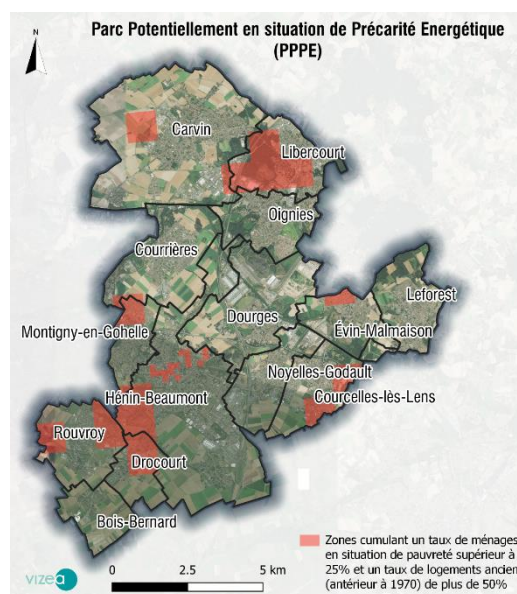 Parc Potentiellement en situation de Précarité Energétique
(PPPE)
N
Carvin
Libercourt
Oignies
Courrières
Leforest
Dourges
Montigny-en-Gohelle
Évin-Malmaison
Noyelles-Godault
Hénin-Beaumont
Courcelles-lès-Lens
Rouvroy
Drocourt
Bois-Bernard
Zones cumulant un taux de ménages
en situation de pauvreté supérieur à
25% et un taux de logements ancien
(antérieur à 1970) de plus de 50%
vizea
0 2.5 5 km